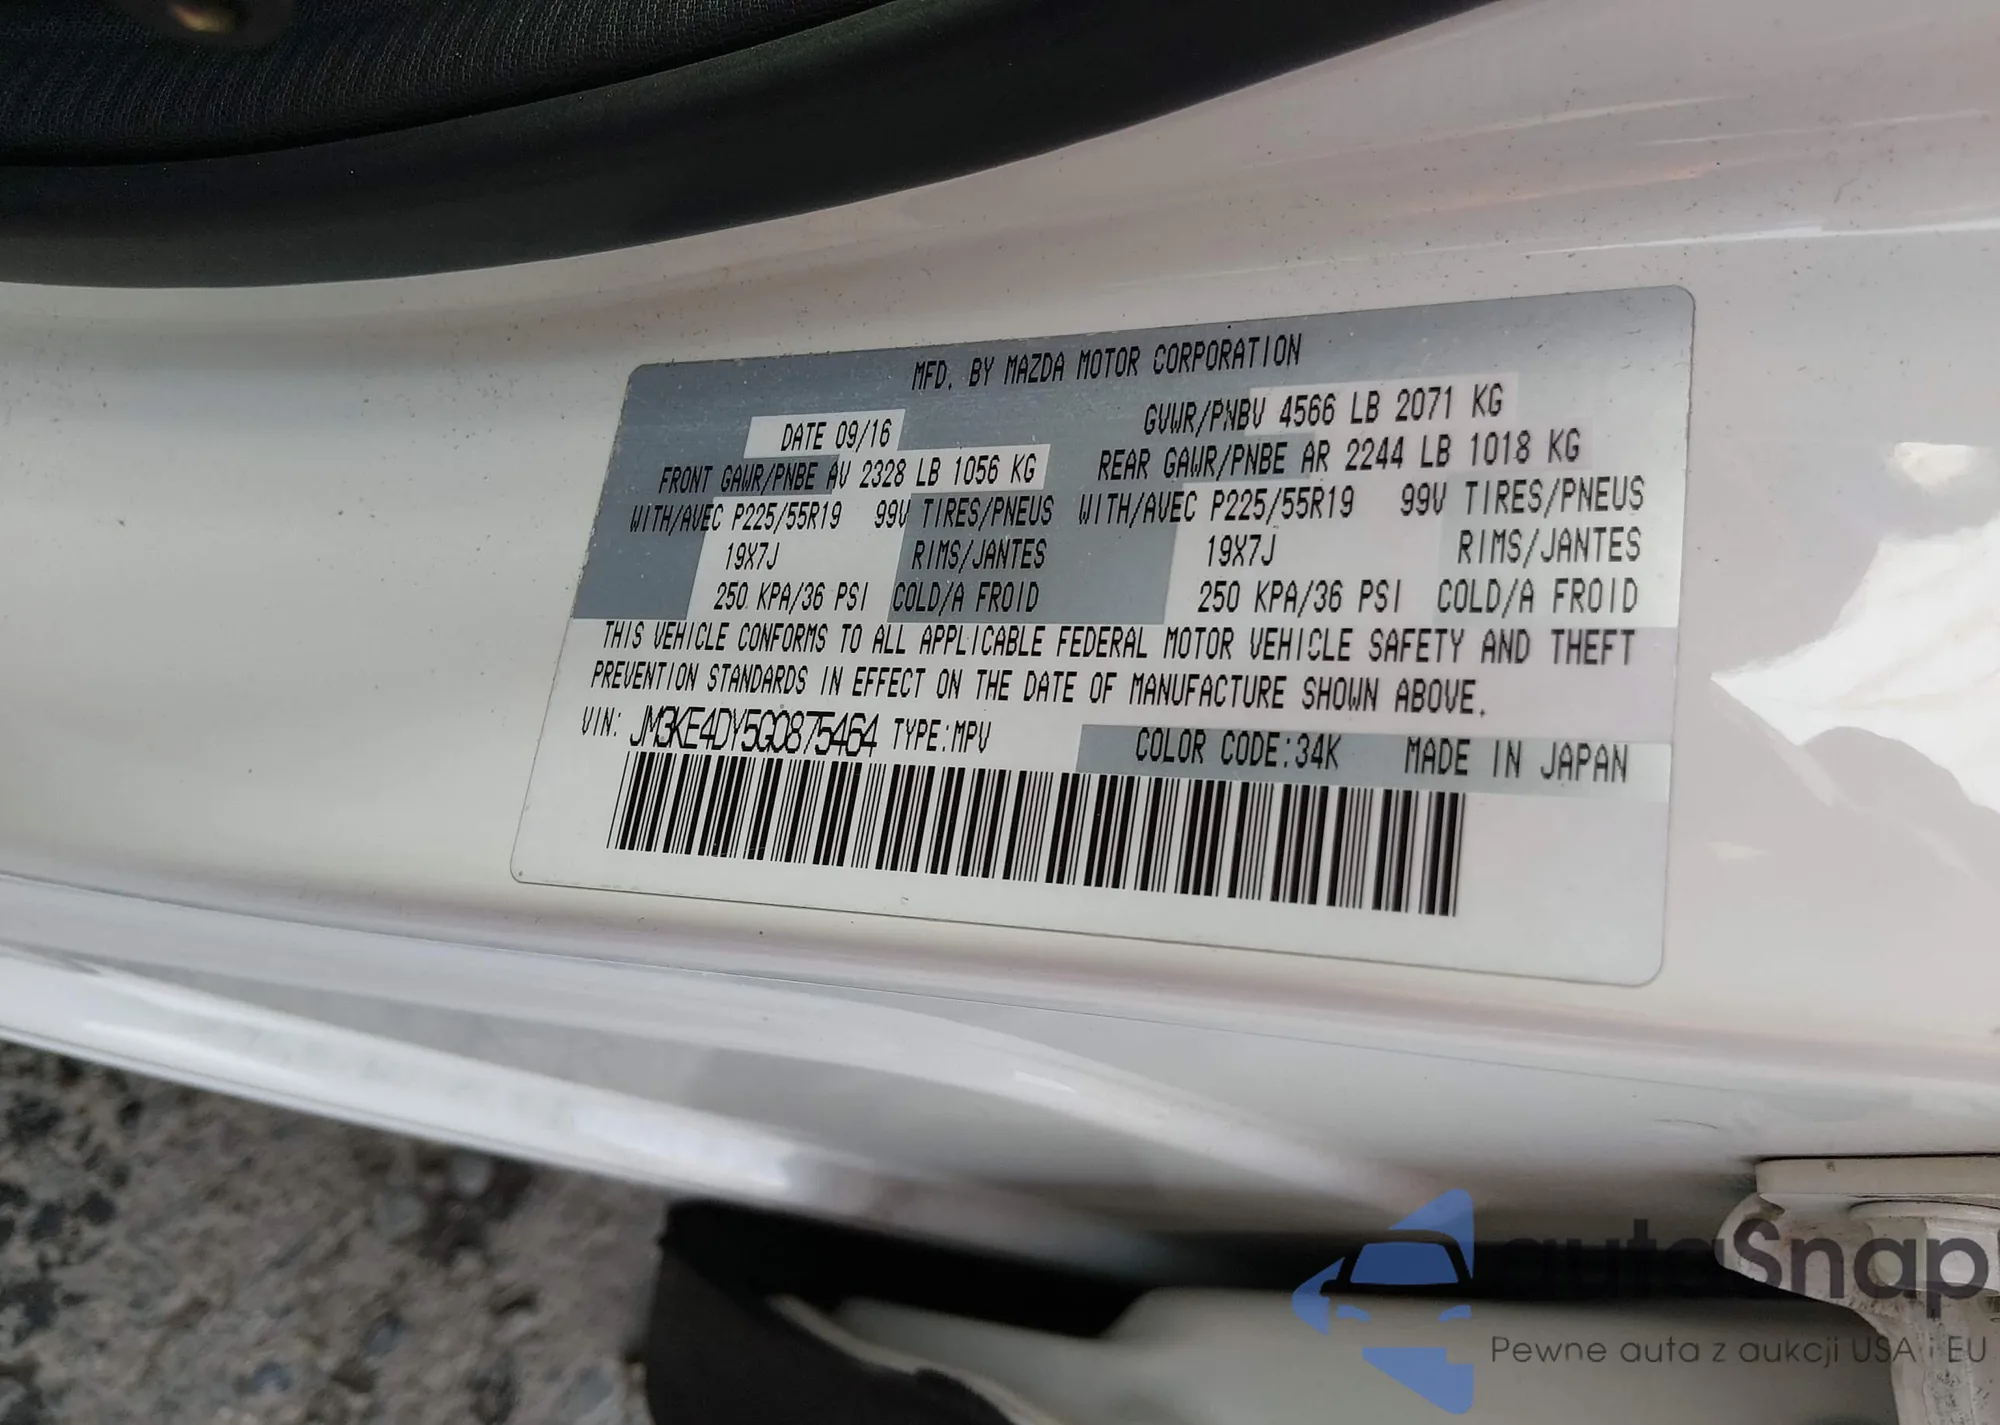 MFD. BY MAZDA MOTOR CORPORATION
DATE 09/16
GVWR/PNBV 4566 LB 2071 KG
FRONT GAWR/PNBE AV 2328 LB 1056 KG
REAR GAWR/PNBE AR 2244 LB 1018 KG
WITH/AVEC P225/55R19 99V TIRES/PNEUS
WITH/AVEC P225/55R19 99V TIRES/PNEUS
19X7J RIMS/JANTES
19X7J RIMS/JANTES
250 KPA/36 PSI COLD/A FROID
250 KPA/36 PSI COLD/A FROID
THIS VEHICLE CONFORMS TO ALL APPLICABLE FEDERAL MOTOR VEHICLE SAFETY AND THEFT
PREVENTION STANDARDS IN EFFECT ON THE DATE OF MANUFACTURE SHOWN ABOVE.
VIN: JM3KE4DY5G0875464 TYPE:MPV
COLOR CODE:34K MADE IN JAPAN
autoSnap
Pewne auta z aukcji USA i EU